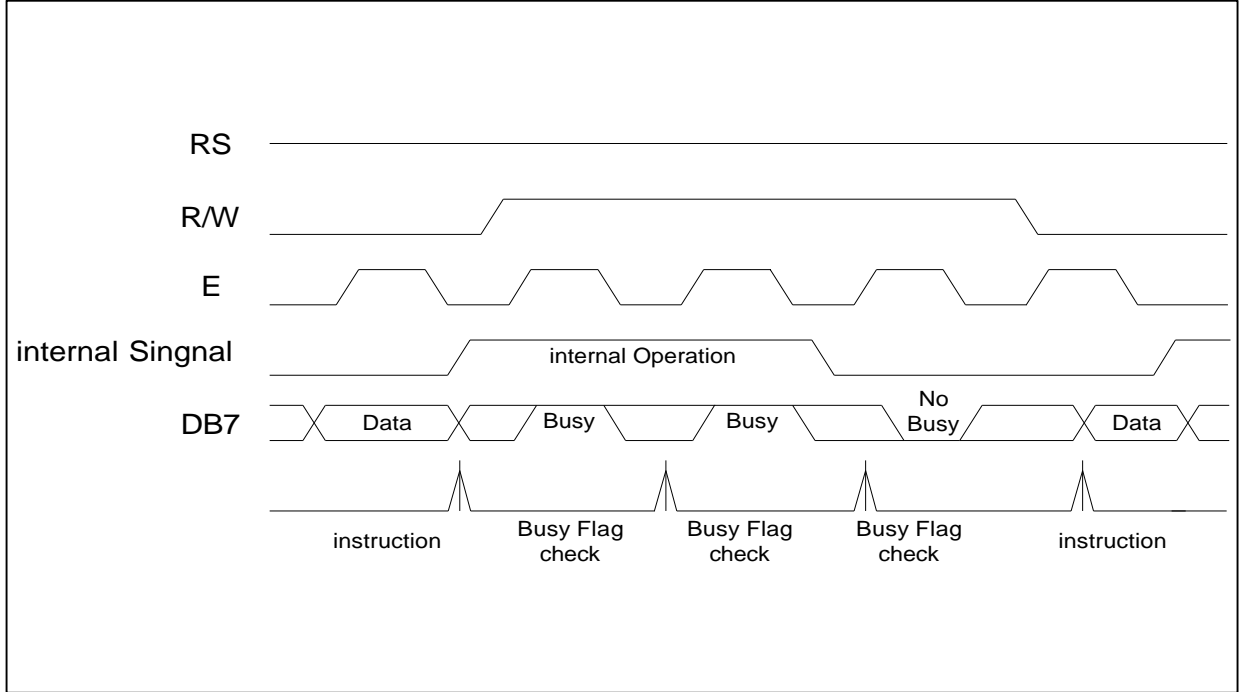 RS
R/W
E
internal Singnal
internal Operation
DB7
Data
Busy
Busy
No
Busy
Data
instruction
Busy Flag
check
Busy Flag
check
Busy Flag
check
instruction